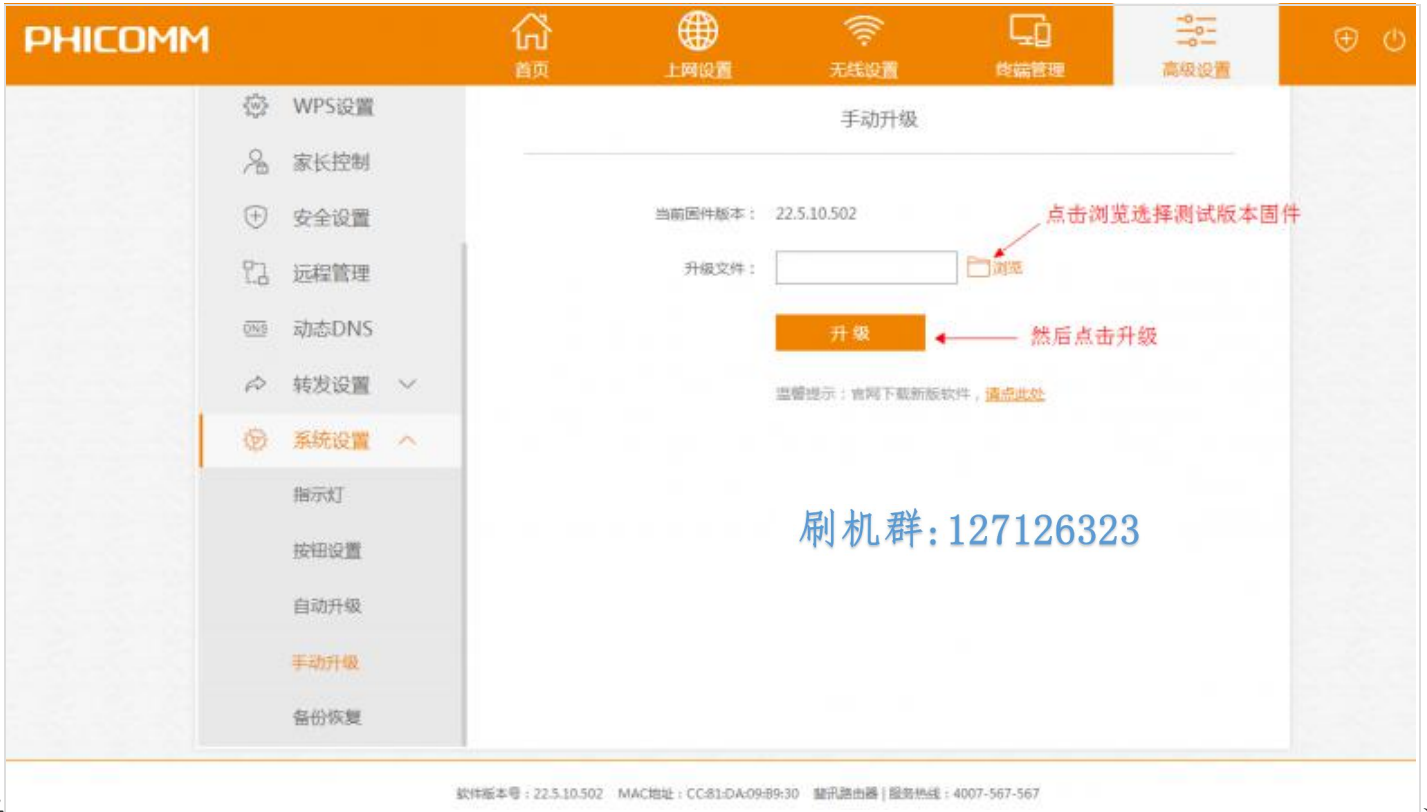 PHICOMM
首页
上网设置
无线设置
终端管理
高级设置
WPS设置
家长控制
安全设置
远程管理
DNS 动态DNS
转发设置
系统设置
指示灯
按钮设置
自动升级
手动升级
备份恢复
手动升级
当前固件版本： 22.5.10.502
点击浏览选择测试版本固件
升级文件： 浏览
升 级
然后点击升级
温馨提示：官网下载新版软件，请点此处
刷机群:127126323
软件版本号：22.5.10.502 MAC地址：CC:81:DA:09:89:30 斐讯路由器 | 服务热线：4007-567-567